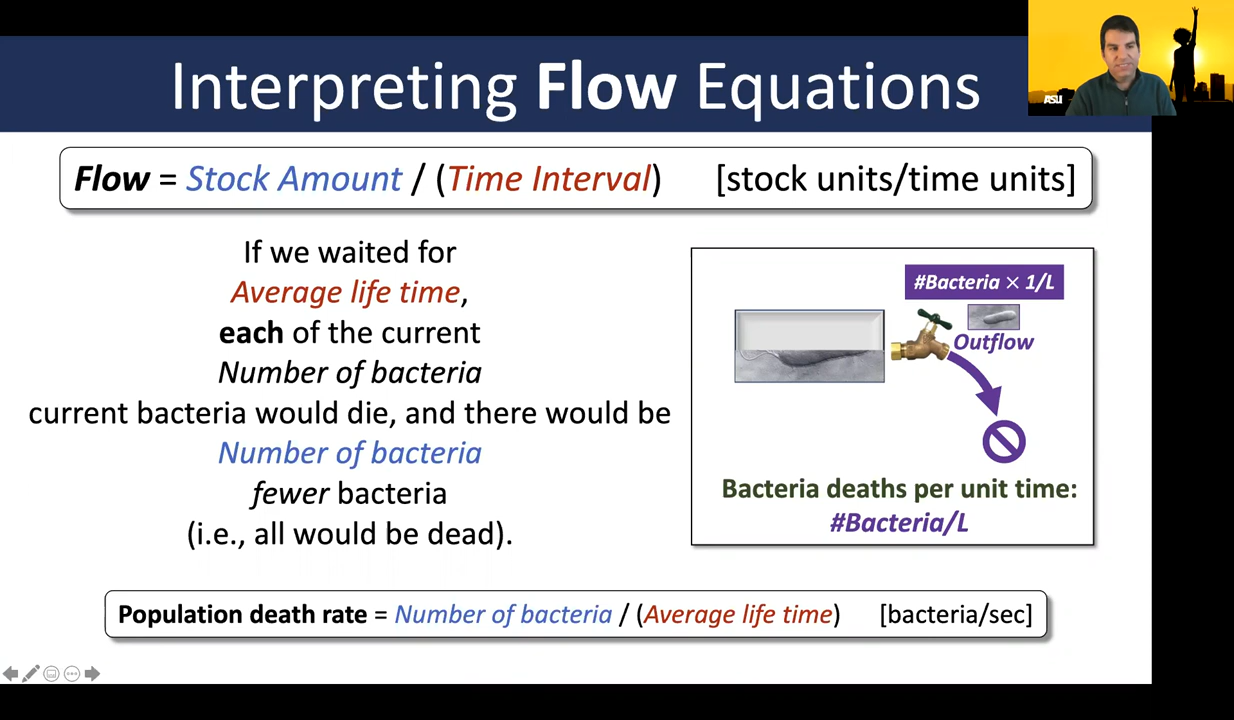 Interpreting Flow Equations
ASU
Flow = Stock Amount / (Time Interval) [stock units/time units]
If we waited for
Average life time,
each of the current
Number of bacteria
current bacteria would die, and there would be
Number of bacteria
fewer bacteria
(i.e., all would be dead).
#Bacteria × 1/L
Outflow
Bacteria deaths per unit time:
#Bacteria/L
Population death rate = Number of bacteria / (Average life time) [bacteria/sec]